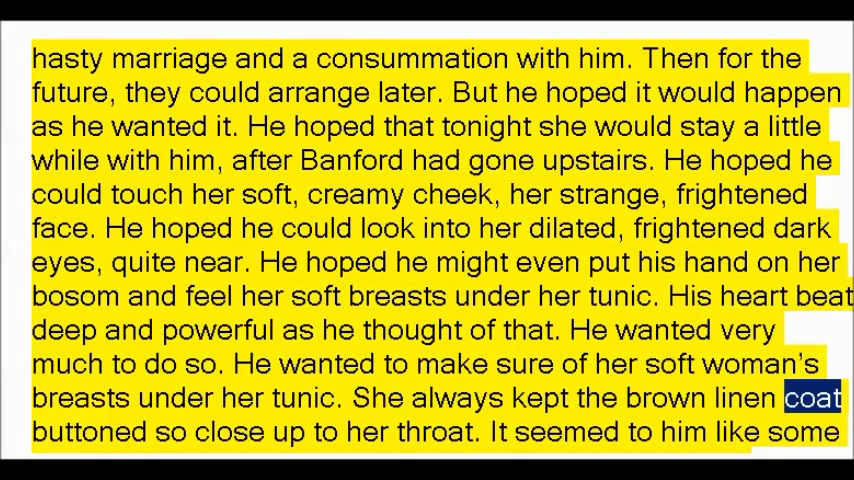 hasty marriage and a consummation with him. Then for the
future, they could arrange later. But he hoped it would happen
as he wanted it. He hoped that tonight she would stay a little
while with him, after Banford had gone upstairs. He hoped he
could touch her soft, creamy cheek, her strange, frightened
face. He hoped he could look into her dilated, frightened dark
eyes, quite near. He hoped he might even put his hand on her
bosom and feel her soft breasts under her tunic. His heart beat
deep and powerful as he thought of that. He wanted very
much to do so. He wanted to make sure of her soft woman’s
breasts under her tunic. She always kept the brown linen coat
buttoned so close up to her throat. It seemed to him like some